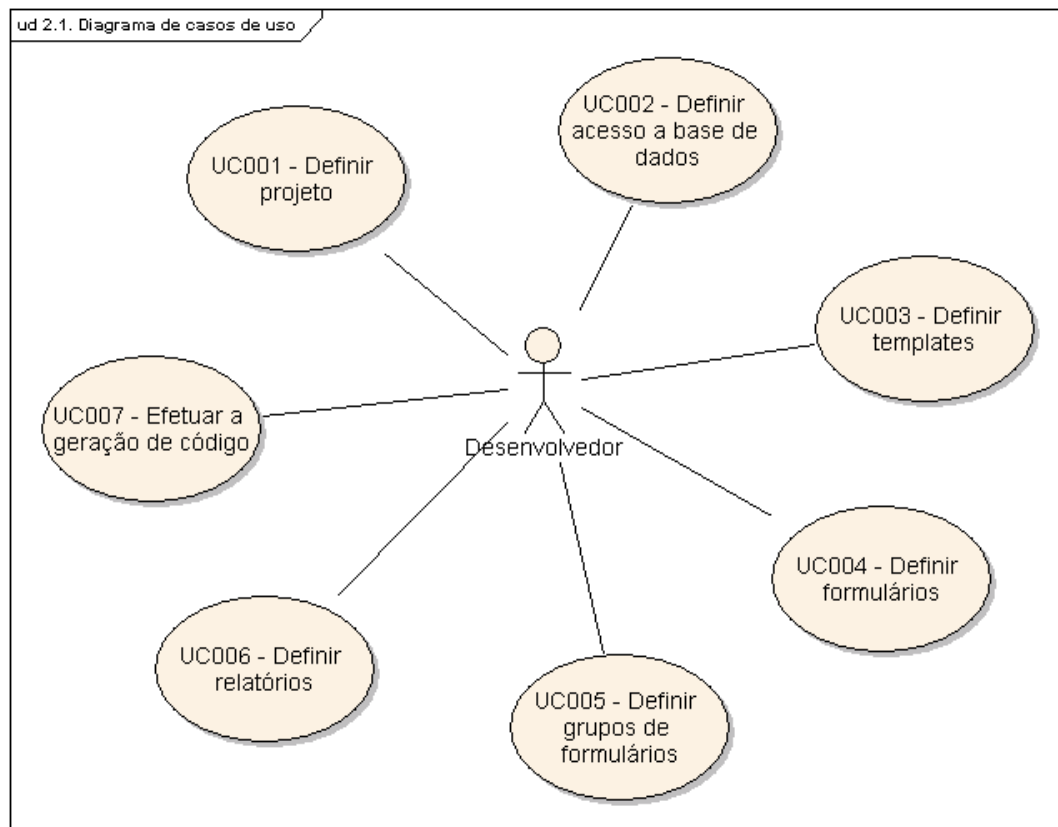 ud 2.1. Diagrama de casos de uso
UC001 - Definir
projeto
UC002 - Definir
acesso a base de
dados
UC003 - Definir
templates
UC007 - Efetuar a
geração de código
Desenvolvedor
UC004 - Definir
formulários
UC006 - Definir
relatórios
UC005 - Definir
grupos de
formulários